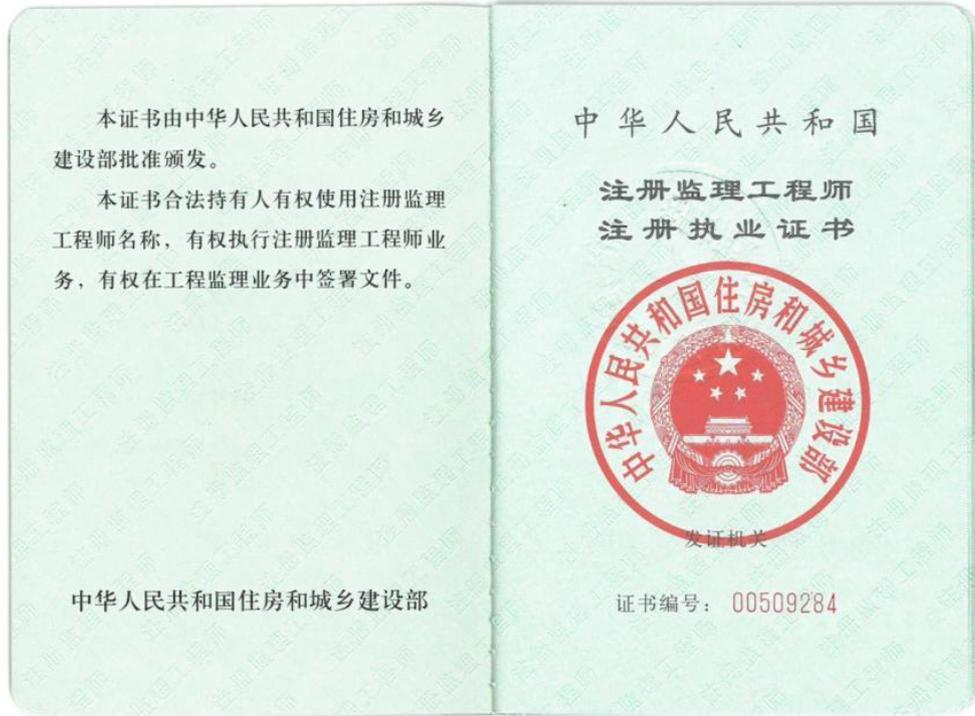 本证书由中华人民共和国住房和城乡
建设部批准颁发。
本证书合法持有人有权使用注册监理
工程师名称，有权执行注册监理工程师业
务，有权在工程监理业务中签署文件。
中华人民共和国住房和城乡建设部
中华人民共和国
注册监理工程师
注册执业证书
中华人民共和国住房和城乡建设部
发证机关
证书编号：00509284